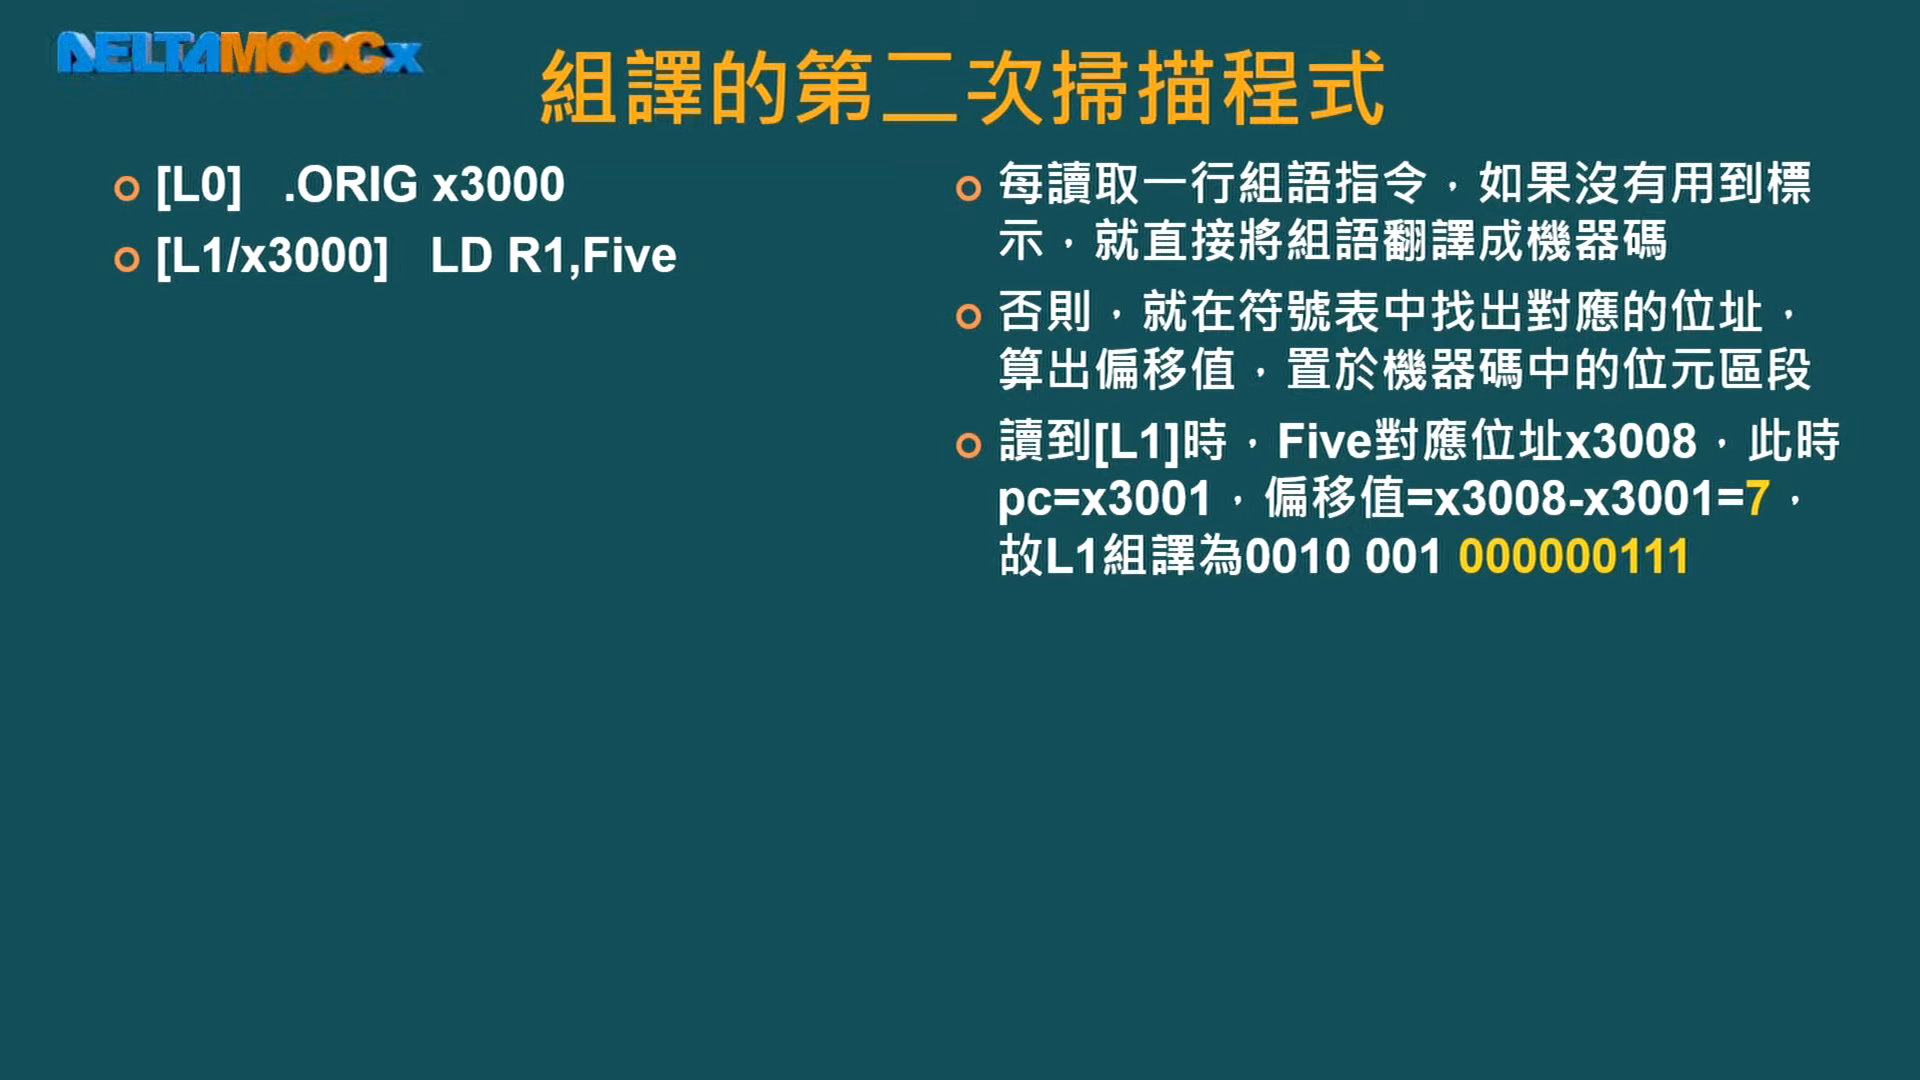 DELTAMOOCx
組譯的第二次掃描程式
[L0] .ORIG x3000
[L1/x3000] LD R1,Five
每讀取一行組語指令，如果沒有用到標
示，就直接將組語翻譯成機器碼
否則，就在符號表中找出對應的位址，
算出偏移值，置於機器碼中的位元區段
讀到[L1]時，Five對應位址x3008，此時
pc=x3001，偏移值=x3008-x3001=7，
故L1組譯為0010 001 000000111